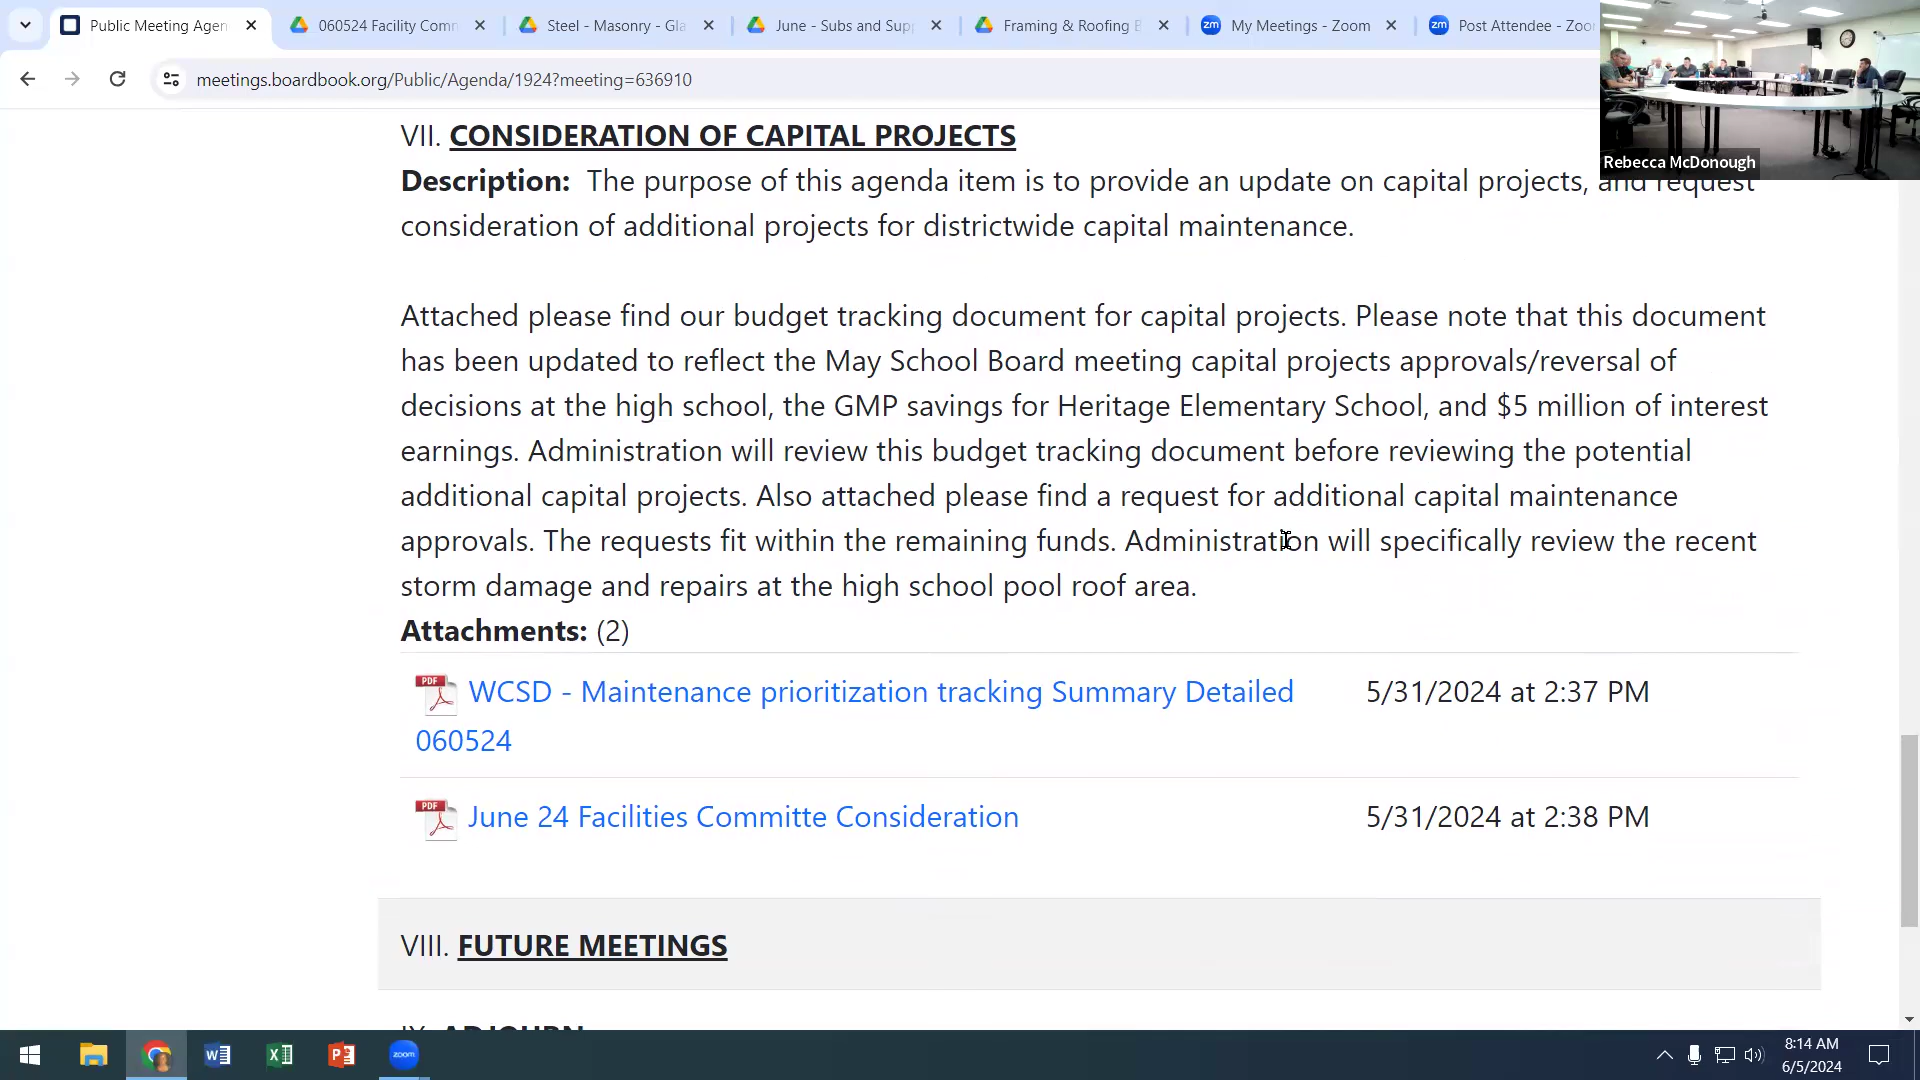 Public Meeting Agen
060524 Facility Comm
Steel - Masonry - Gla
June - Subs and Supp
Framing & Roofing B
My Meetings - Zoom
Post Attendee - Zoo
meetings.boardbook.org/Public/Agenda/1924?meeting=636910
Rebecca McDonough
VII. CONSIDERATION OF CAPITAL PROJECTS
Description: The purpose of this agenda item is to provide an update on capital projects, and request
consideration of additional projects for districtwide capital maintenance.
Attached please find our budget tracking document for capital projects. Please note that this document
has been updated to reflect the May School Board meeting capital projects approvals/reversal of
decisions at the high school, the GMP savings for Heritage Elementary School, and $5 million of interest
earnings. Administration will review this budget tracking document before reviewing the potential
additional capital projects. Also attached please find a request for additional capital maintenance
approvals. The requests fit within the remaining funds. Administration will specifically review the recent
storm damage and repairs at the high school pool roof area.
Attachments: (2)
WCSD - Maintenance prioritization tracking Summary Detailed 5/31/2024 at 2:37 PM
060524
June 24 Facilities Committe Consideration 5/31/2024 at 2:38 PM
VIII. FUTURE MEETINGS
IX. ADJOURN
8:14 AM
6/5/2024